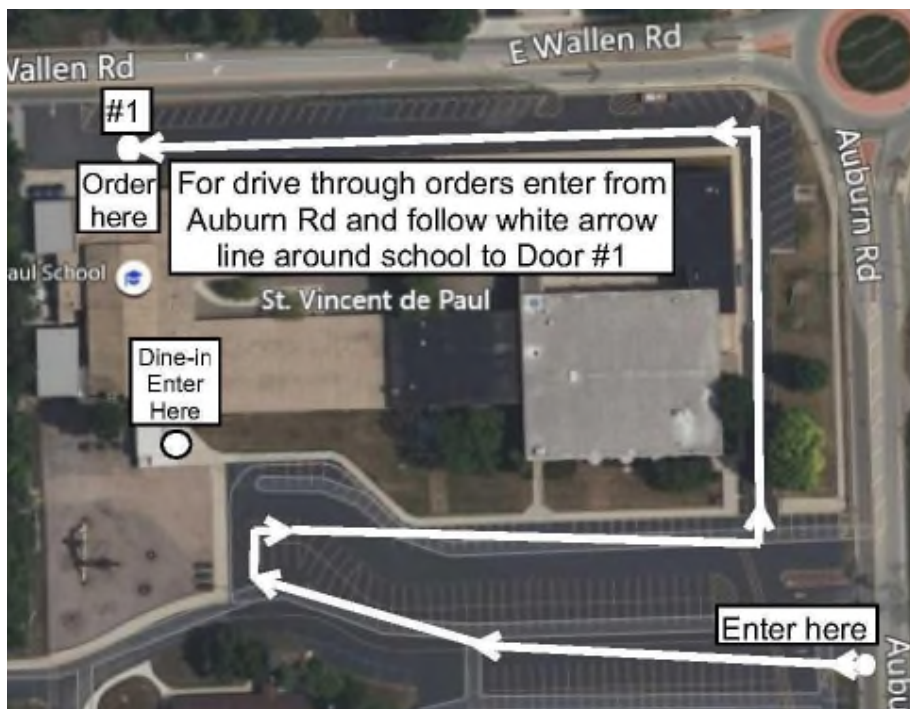 E Wallen Rd
Wallen Rd
#1
Order
here
For drive through orders enter from
Auburn Rd and follow white arrow
line around school to Door #1
Auburn Rd
aul School
St. Vincent de Paul
Dine-in
Enter
Here
Enter here
Aubu